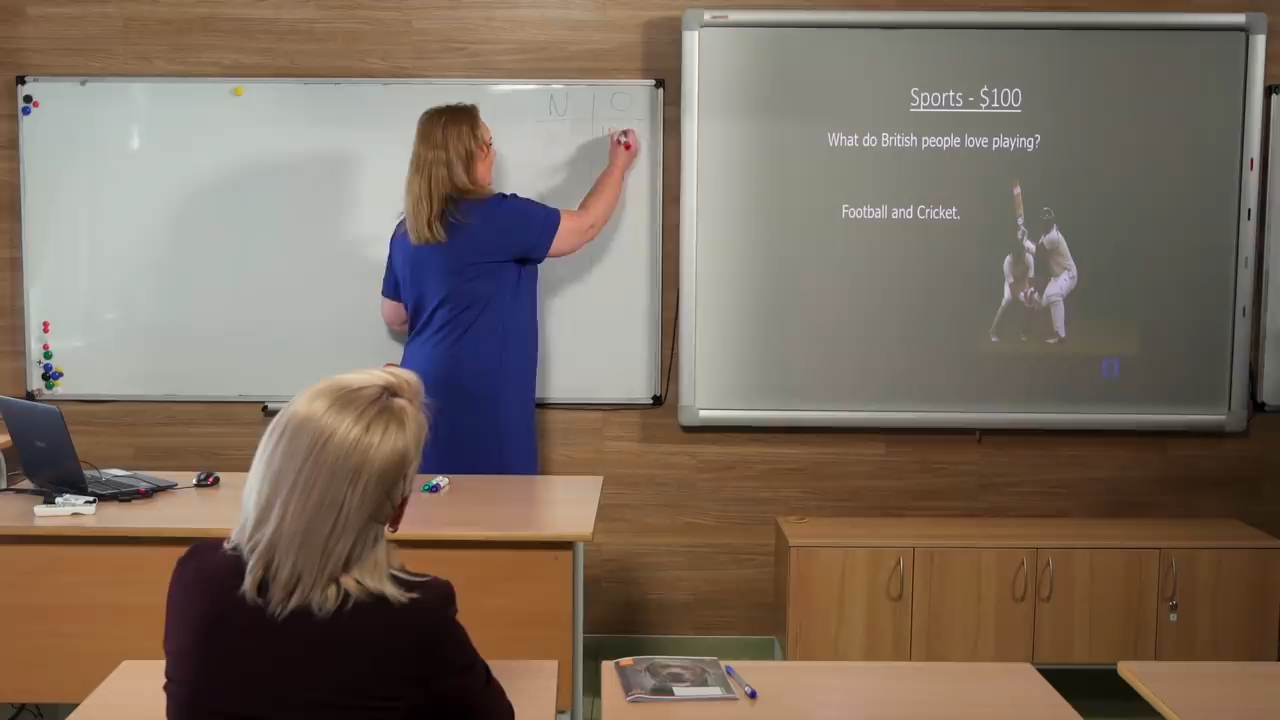 N O
Sports - $100
What do British people love playing?
Football and Cricket.